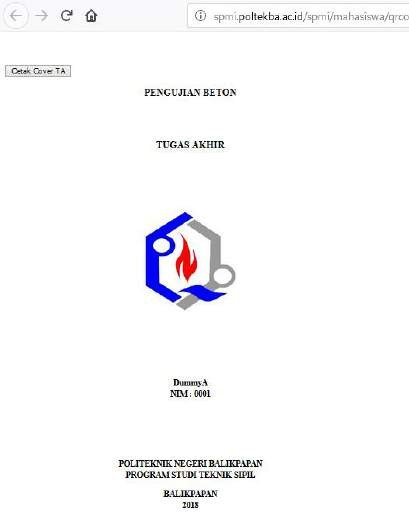 spmi.poltekba.ac.id/spmi/mahasiswa/qrco
Cetak Cover TA
PENGUJIAN BETON
TUGAS AKHIR
DummyA
NIM : 0001
POLITEKNIK NEGERI BALIKPAPAN
PROGRAM STUDI TEKNIK SIPIL
BALIKPAPAN
2018